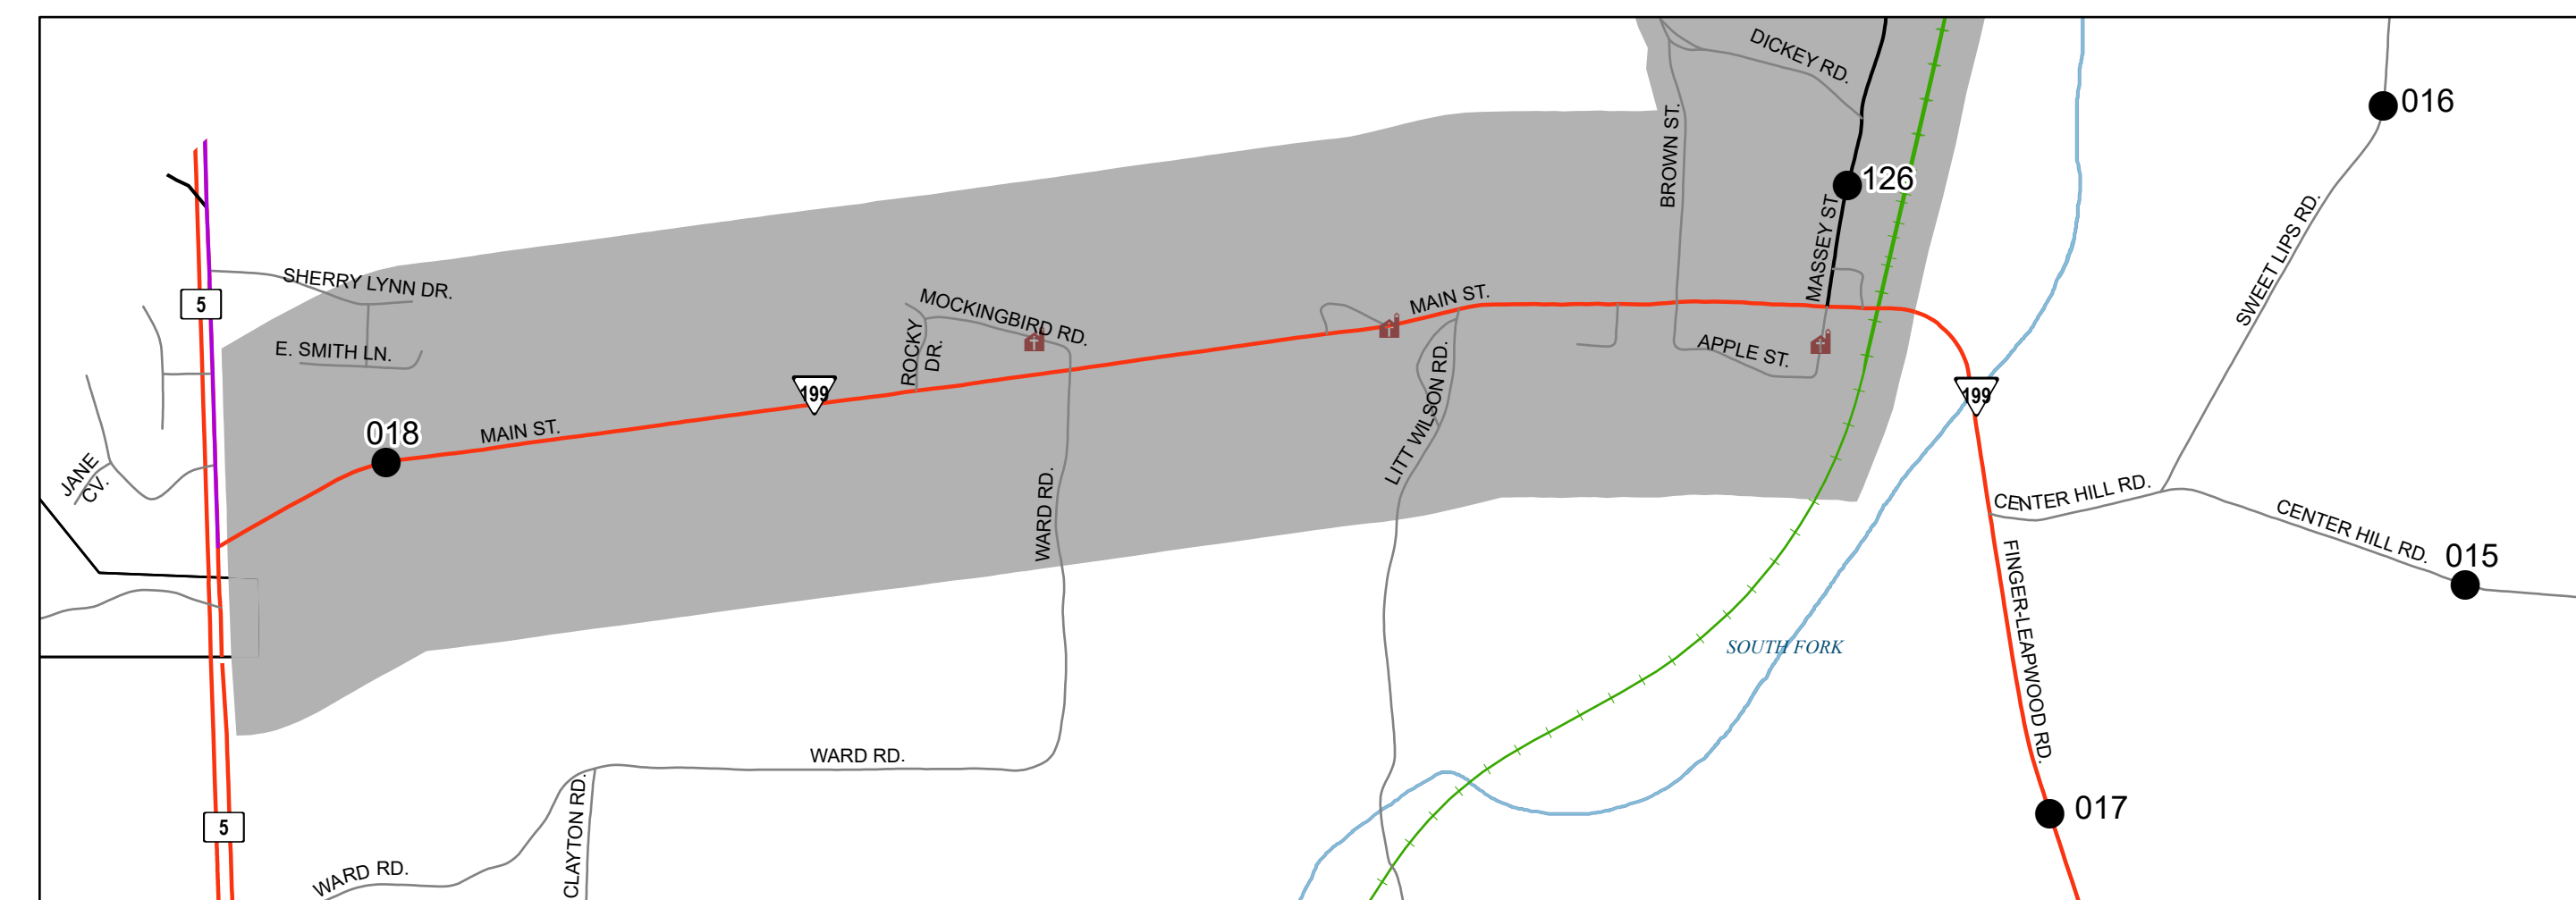 DICKEY RD.
016
BROWN ST.
126
MASSEY ST
SWEET LIPS RD.
SHERRY LYNN DR.
5
MOCKINGBIRD RD.
MAIN ST.
ROCKY
DR.
E. SMITH LN.
APPLE ST.
LITT WILSON RD.
199
199
018
MAIN ST.
JANE
CV.
WARD RD.
CENTER HILL RD.
CENTER HILL RD.
015
FINGER-LEAPWOOD RD.
SOUTH FORK
WARD RD.
017
5
CLAYTON RD.
WARD RD.